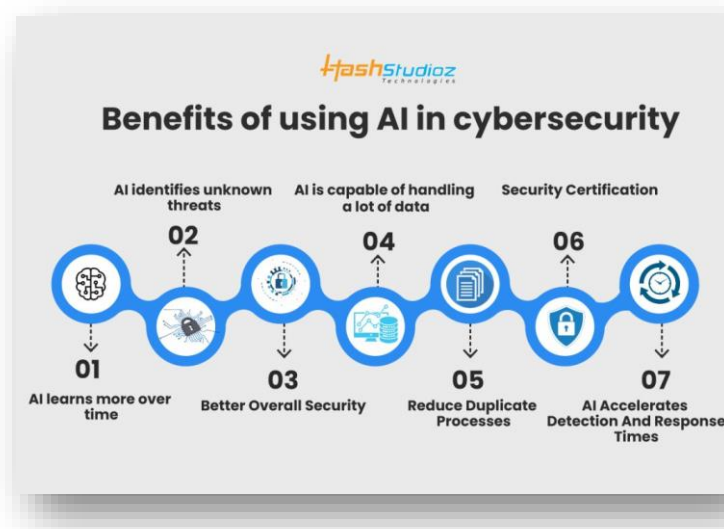 HashStudioz
Technologies
Benefits of using AI in cybersecurity
AI identifies unknown
threats
02
AI is capable of handling
a lot of data
04
Security Certification
06
01
AI learns more over
time
03
Better Overall Security
05
Reduce Duplicate
Processes
07
AI Accelerates
Detection And Response
Times